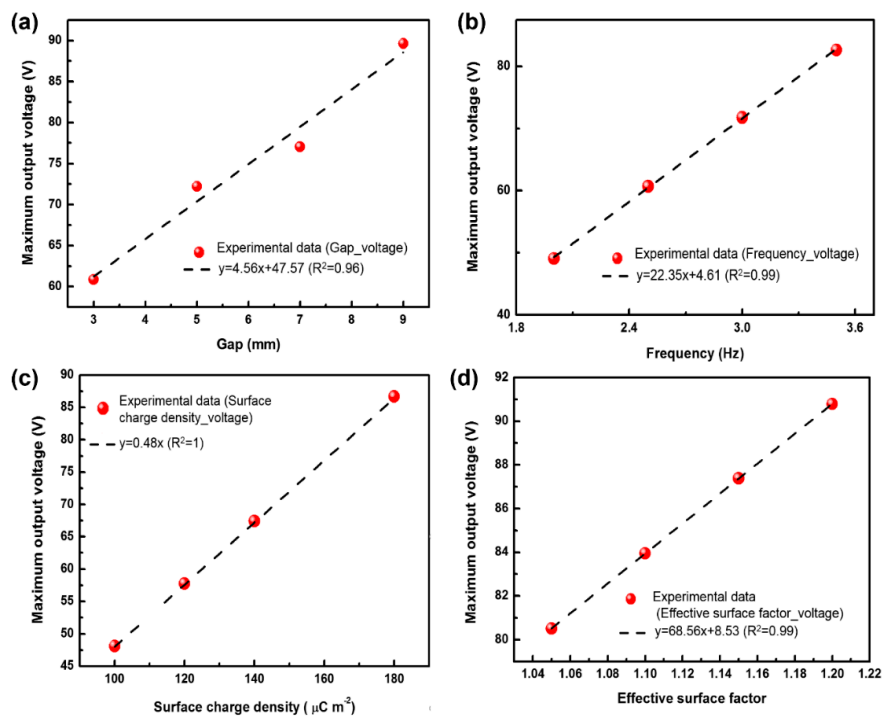 (a)
Maximum output voltage (V)
90
85
80
75
70
65
60
Experimental data (Gap_voltage)
y=4.56x+47.57 (R²=0.96)
3 4 5 6 7 8 9
Gap (mm)
(b)
Maximum output voltage (V)
80
60
40
Experimental data (Frequency_voltage)
y=22.35x+4.61 (R²=0.99)
1.8 2.4 3.0 3.6
Frequency (Hz)
(c)
Maximum output voltage (V)
90
85
80
75
70
65
60
55
50
45
Experimental data (Surface
charge density_voltage)
y=0.48x (R²=1)
100 120 140 160 180
Surface charge density ( μC m⁻²)
(d)
Maximum output voltage (V)
92
90
88
86
84
82
80
Experimental data
(Effective surface factor_voltage)
y=68.56x+8.53 (R²=0.99)
1.04 1.06 1.08 1.10 1.12 1.14 1.16 1.18 1.20 1.22
Effective surface factor